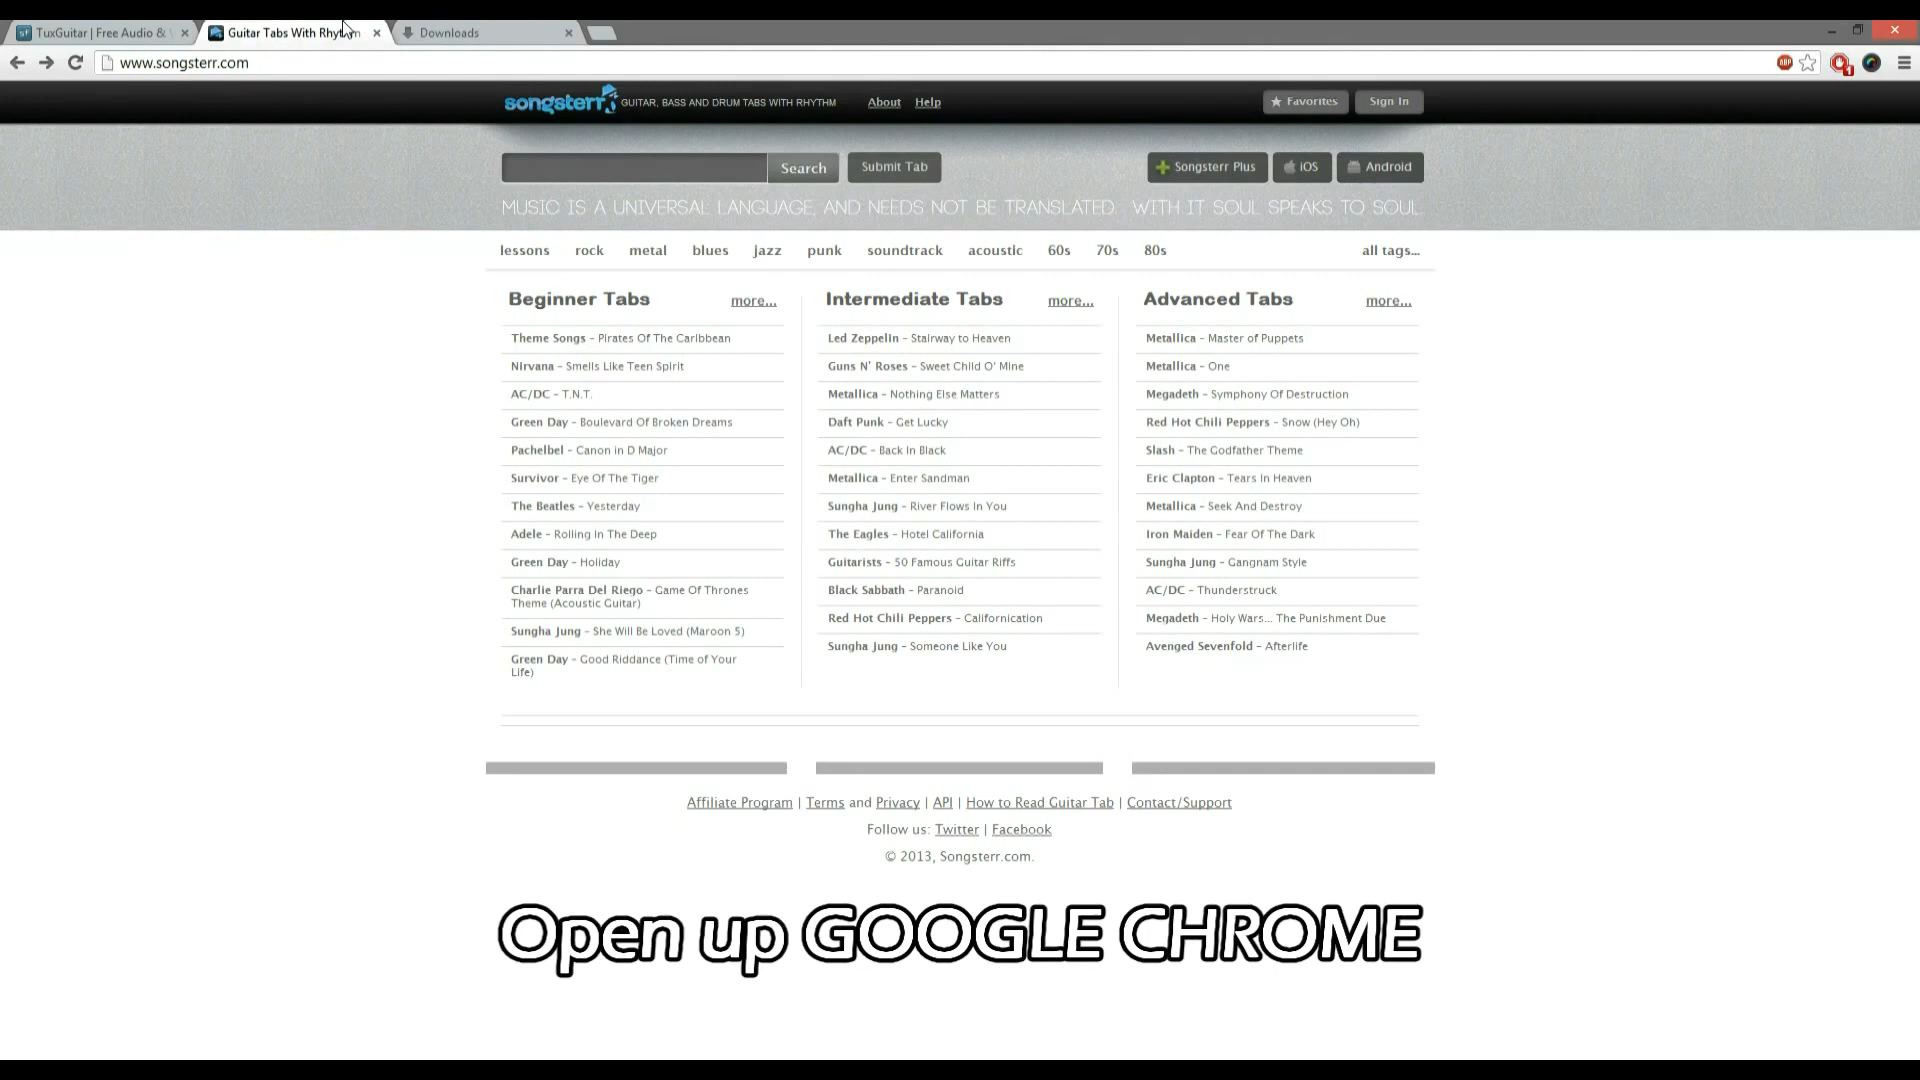 TuxGuitar | Free Audio &
Guitar Tabs With Rhythm
Downloads
www.songsterr.com
ABP
1
songsterr GUITAR, BASS AND DRUM TABS WITH RHYTHM
About
Help
Favorites
Sign In
Search
Submit Tab
Songsterr Plus
iOS
Android
MUSIC IS A UNIVERSAL LANGUAGE, AND NEEDS NOT BE TRANSLATED. WITH IT SOUL SPEAKS TO SOUL.
lessons rock metal blues jazz punk soundtrack acoustic 60s 70s 80s all tags...
Beginner Tabs more...
Theme Songs - Pirates Of The Caribbean
Nirvana - Smells Like Teen Spirit
AC/DC - T.N.T.
Green Day - Boulevard Of Broken Dreams
Pachelbel - Canon in D Major
Survivor - Eye Of The Tiger
The Beatles - Yesterday
Adele - Rolling In The Deep
Green Day - Holiday
Charlie Parra Del Riego - Game Of Thrones
Theme (Acoustic Guitar)
Sungha Jung - She Will Be Loved (Maroon 5)
Green Day - Good Riddance (Time of Your
Life)
Intermediate Tabs more...
Led Zeppelin - Stairway to Heaven
Guns N' Roses - Sweet Child O' Mine
Metallica - Nothing Else Matters
Daft Punk - Get Lucky
AC/DC - Back In Black
Metallica - Enter Sandman
Sungha Jung - River Flows In You
The Eagles - Hotel California
Guitarists - 50 Famous Guitar Riffs
Black Sabbath - Paranoid
Red Hot Chili Peppers - Californication
Sungha Jung - Someone Like You
Advanced Tabs more...
Metallica - Master of Puppets
Metallica - One
Megadeth - Symphony Of Destruction
Red Hot Chili Peppers - Snow (Hey Oh)
Slash - The Godfather Theme
Eric Clapton - Tears In Heaven
Metallica - Seek And Destroy
Iron Maiden - Fear Of The Dark
Sungha Jung - Gangnam Style
AC/DC - Thunderstruck
Megadeth - Holy Wars... The Punishment Due
Avenged Sevenfold - Afterlife
Affiliate Program | Terms and Privacy | API | How to Read Guitar Tab | Contact/Support
Follow us: Twitter | Facebook
© 2013, Songsterr.com.
Open up GOOGLE CHROME